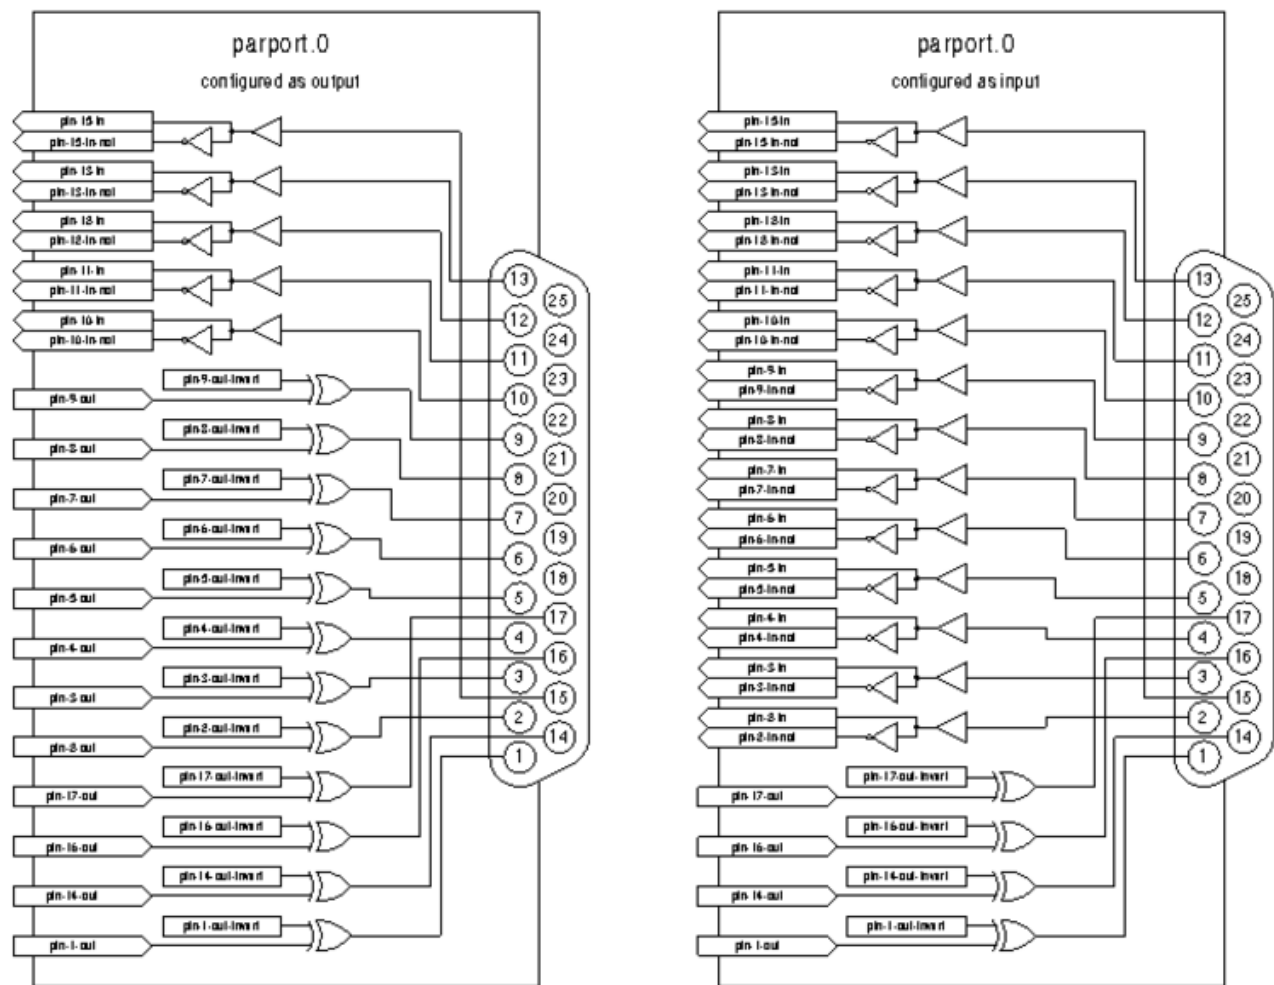 parport.0
configured as output
pin-15-in
pin-15-in-not
pin-13-in
pin-13-in-not
pin-12-in
pin-12-in-not
pin-11-in
pin-11-in-not
pin-10-in
pin-10-in-not
pin-9-out-invert
pin-9-out
pin-8-out-invert
pin-8-out
pin-7-out-invert
pin-7-out
pin-6-out-invert
pin-6-out
pin-5-out-invert
pin-5-out
pin-4-out-invert
pin-4-out
pin-3-out-invert
pin-3-out
pin-2-out-invert
pin-2-out
pin-17-out-invert
pin-17-out
pin-16-out-invert
pin-16-out
pin-14-out-invert
pin-14-out
pin-1-out-invert
pin-1-out
13
25
12
24
11
23
10
22
9
21
8
20
7
19
6
18
5
17
4
16
3
15
2
14
1
parport.0
configured as input
pin-15-in
pin-15-in-not
pin-13-in
pin-13-in-not
pin-12-in
pin-12-in-not
pin-11-in
pin-11-in-not
pin-10-in
pin-10-in-not
pin-9-in
pin-9-in-not
pin-8-in
pin-8-in-not
pin-7-in
pin-7-in-not
pin-6-in
pin-6-in-not
pin-5-in
pin-5-in-not
pin-4-in
pin-4-in-not
pin-3-in
pin-3-in-not
pin-2-in
pin-2-in-not
pin-17-out-invert
pin-17-out
pin-16-out-invert
pin-16-out
pin-14-out-invert
pin-14-out
pin-1-out-invert
pin-1-out
13
25
12
24
11
23
10
22
9
21
8
20
7
19
6
18
5
17
4
16
3
15
2
14
1